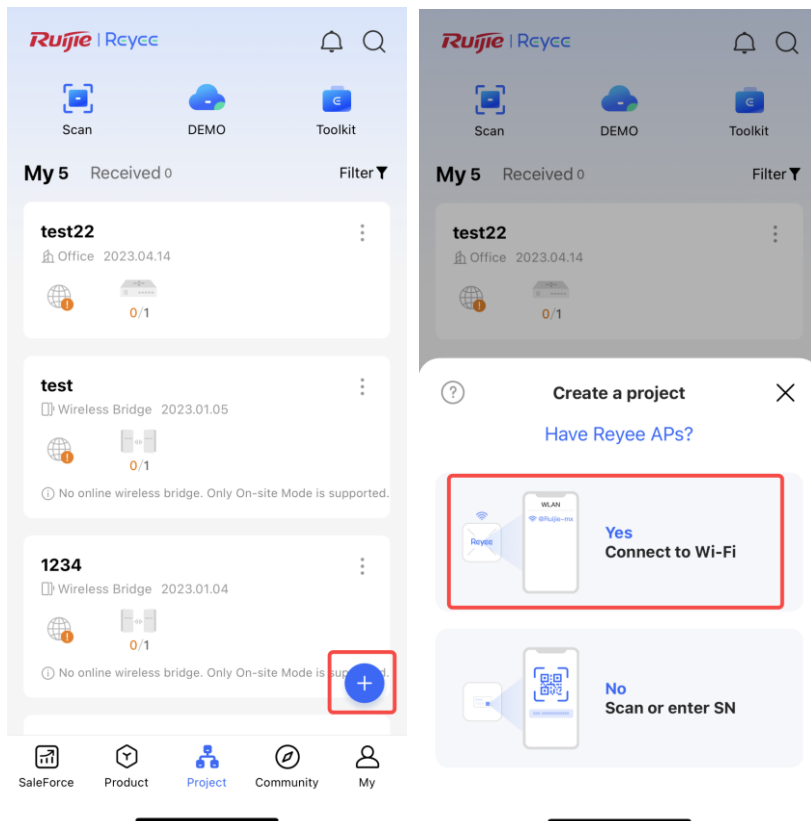 Ruijie | Reyee
Scan
DEMO
Toolkit
My 5 Received 0 Filter
test22
Office 2023.04.14
0/1
test
Wireless Bridge 2023.01.05
0/1
No online wireless bridge. Only On-site Mode is supported.
1234
Wireless Bridge 2023.01.04
0/1
No online wireless bridge. Only On-site Mode is
SaleForce
Product
Project
Community
My
Ruijie | Reyee
Scan
DEMO
Toolkit
My 5 Received 0 Filter
test22
Office 2023.04.14
0/1
Create a project
Have Reyee APs?
Reyee
WLAN
@Ruijie-mx
Yes
Connect to Wi-Fi
No
Scan or enter SN